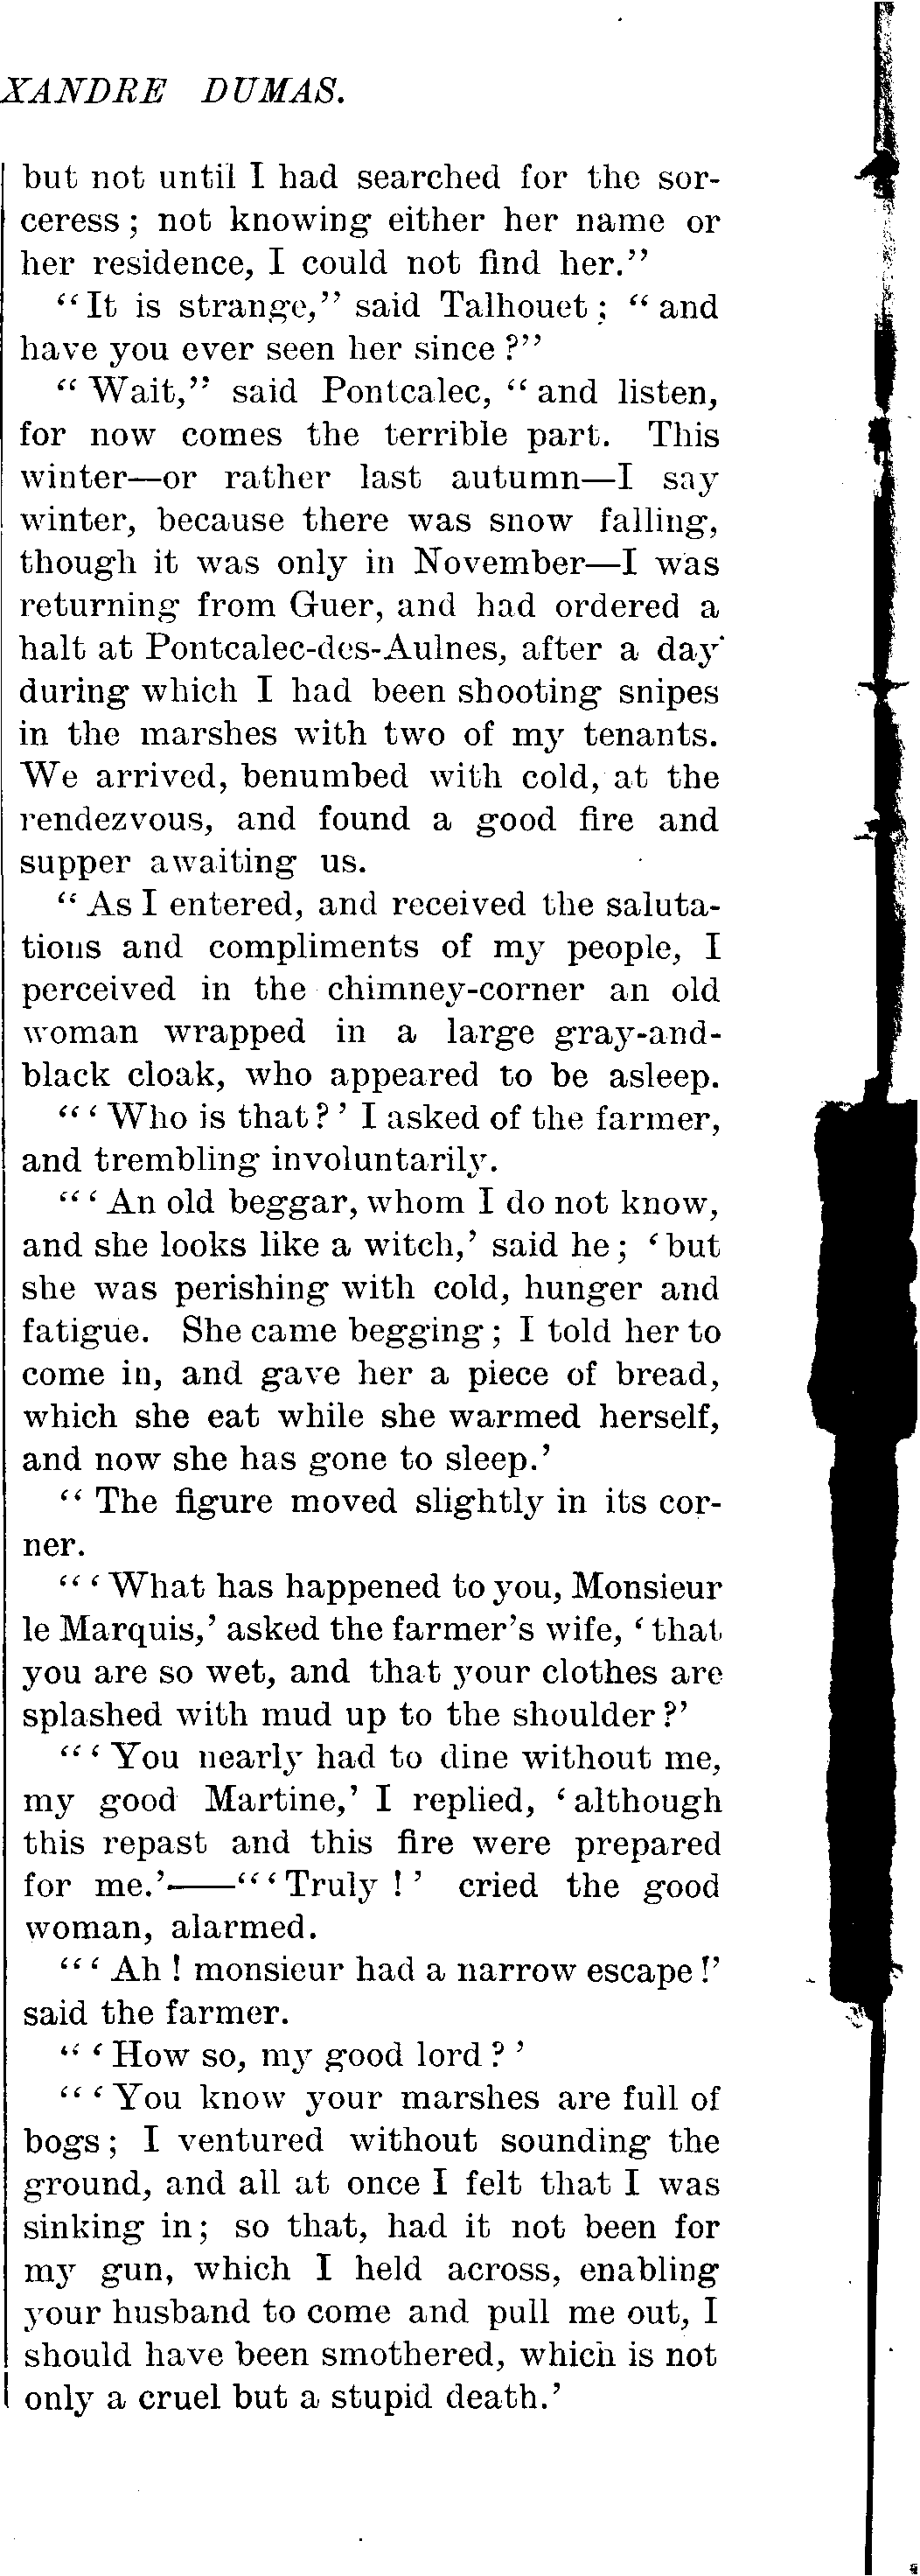 XANDRE DUMAS.
but not until I had searched for the sor-
ceress; not knowing either her name or
her residence, I could not find her."
"It is strange," said Talhouet; "and
have you ever seen her since?"
"Wait," said Pontcalec, "and listen,
for now comes the terrible part. This
winter—or rather last autumn—I say
winter, because there was snow falling,
though it was only in November—I was
returning from Guer, and had ordered a
halt at Pontcalec-des-Aulnes, after a day
during which I had been shooting snipes
in the marshes with two of my tenants.
We arrived, benumbed with cold, at the
rendezvous, and found a good fire and
supper awaiting us.
"As I entered, and received the saluta-
tions and compliments of my people, I
perceived in the chimney-corner an old
woman wrapped in a large gray-and-
black cloak, who appeared to be asleep.
"'Who is that?' I asked of the farmer,
and trembling involuntarily.
"'An old beggar, whom I do not know,
and she looks like a witch,' said he; 'but
she was perishing with cold, hunger and
fatigue. She came begging; I told her to
come in, and gave her a piece of bread,
which she eat while she warmed herself,
and now she has gone to sleep.'
"The figure moved slightly in its cor-
ner.
"'What has happened to you, Monsieur
le Marquis,' asked the farmer's wife, 'that
you are so wet, and that your clothes are
splashed with mud up to the shoulder?'
"'You nearly had to dine without me,
my good Martine,' I replied, 'although
this repast and this fire were prepared
for me.'——"'Truly!' cried the good
woman, alarmed.
"'Ah! monsieur had a narrow escape!'
said the farmer.
"'How so, my good lord?'
"'You know your marshes are full of
bogs; I ventured without sounding the
ground, and all at once I felt that I was
sinking in; so that, had it not been for
my gun, which I held across, enabling
your husband to come and pull me out, I
should have been smothered, which is not
only a cruel but a stupid death.'